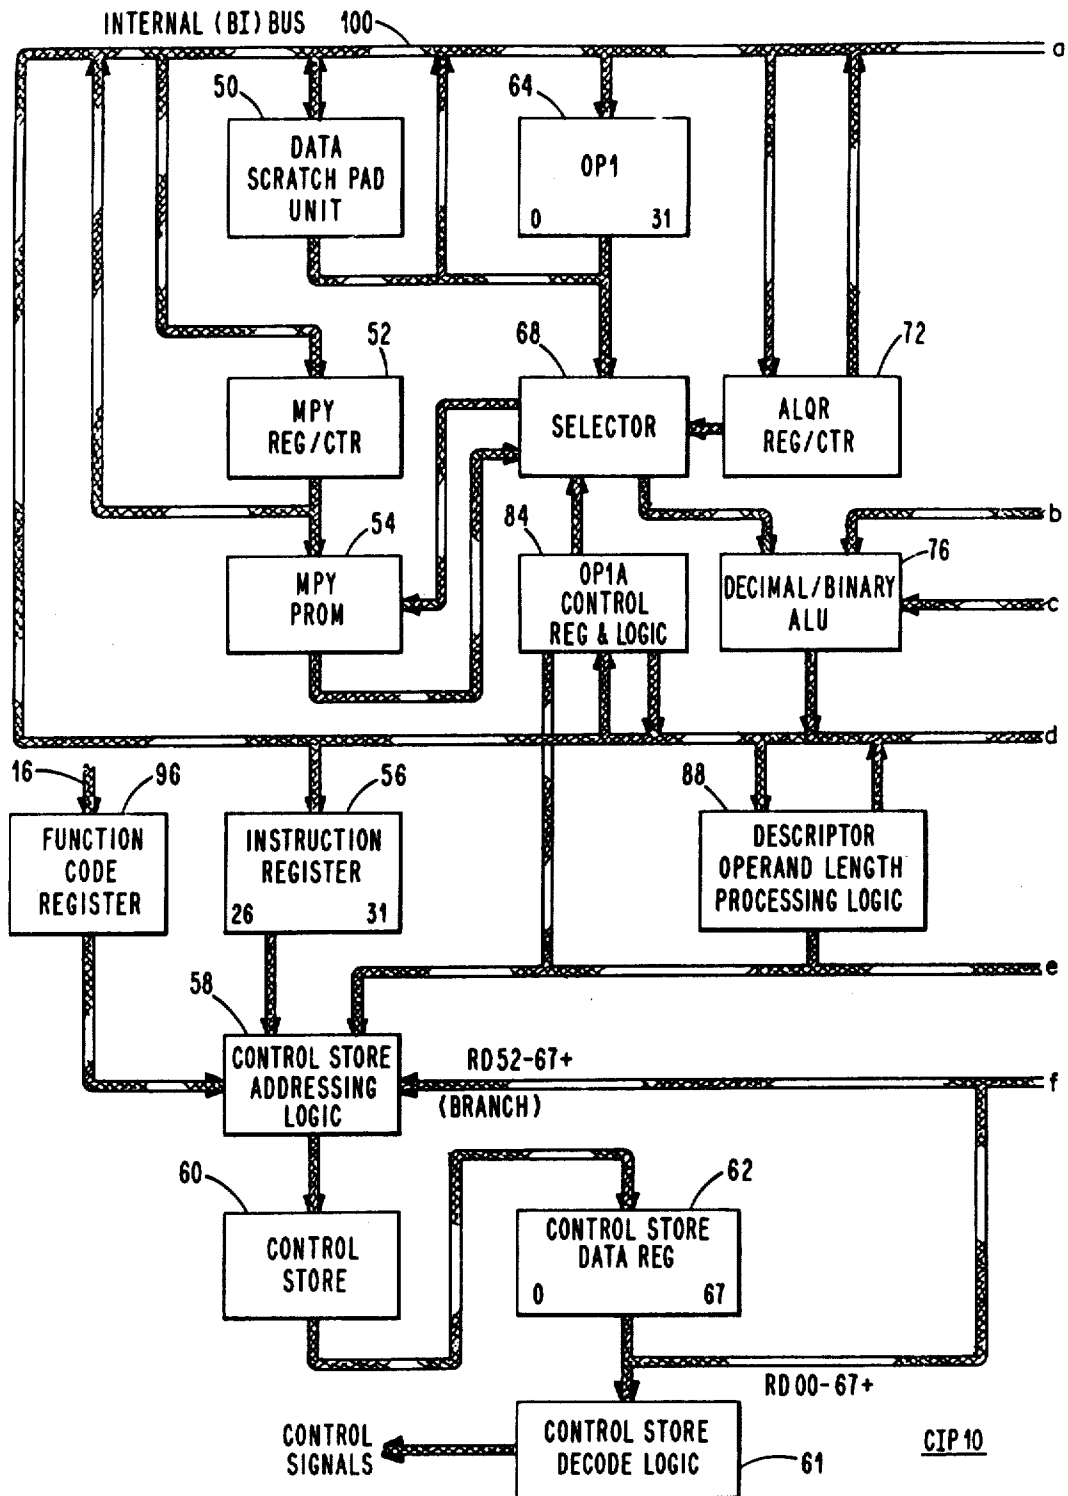 INTERNAL (BI) BUS 100
a
50
64
DATA
SCRATCH PAD
UNIT
OP1
0 31
52
68
72
MPY
REG/CTR
SELECTOR
ALQR
REG/CTR
b
54
84
76
MPY
PROM
OP1A
CONTROL
REG & LOGIC
DECIMAL/BINARY
ALU
c
d
16
96
56
88
FUNCTION
CODE
REGISTER
INSTRUCTION
REGISTER
26 31
DESCRIPTOR
OPERAND LENGTH
PROCESSING LOGIC
e
58
CONTROL STORE
ADDRESSING
LOGIC
RD52-67+
(BRANCH)
f
60
62
CONTROL
STORE
CONTROL STORE
DATA REG
0 67
RD00-67+
CONTROL
SIGNALS
CONTROL STORE
DECODE LOGIC
61
CIP10